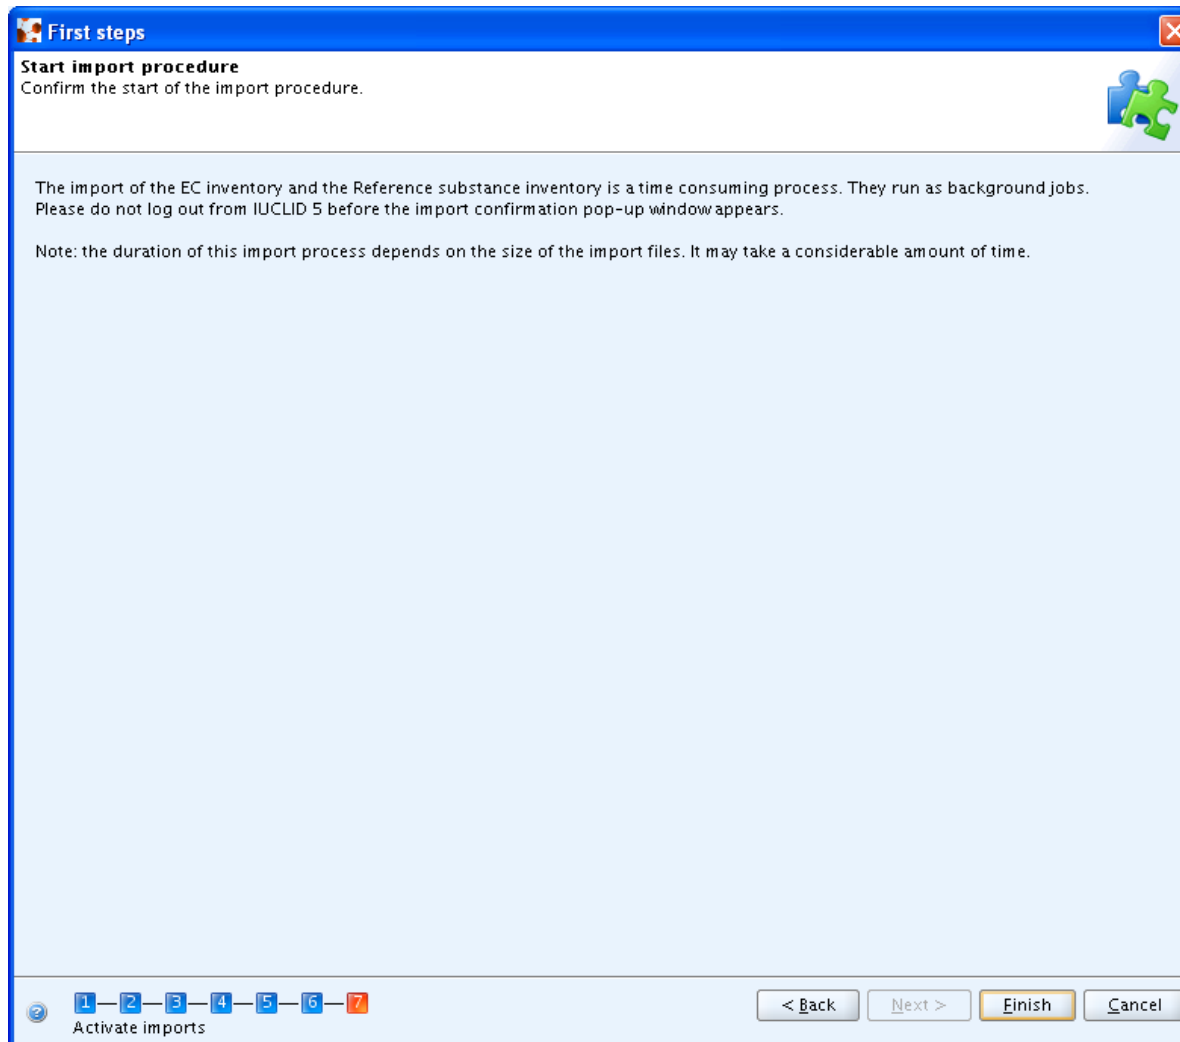 First steps
Start import procedure
Confirm the start of the import procedure.
The import of the EC inventory and the Reference substance inventory is a time consuming process. They run as background jobs.
Please do not log out from IUCLID 5 before the import confirmation pop-up window appears.
Note: the duration of this import process depends on the size of the import files. It may take a considerable amount of time.
1 2 3 4 5 6 7
Activate imports
< Back Next > Finish Cancel